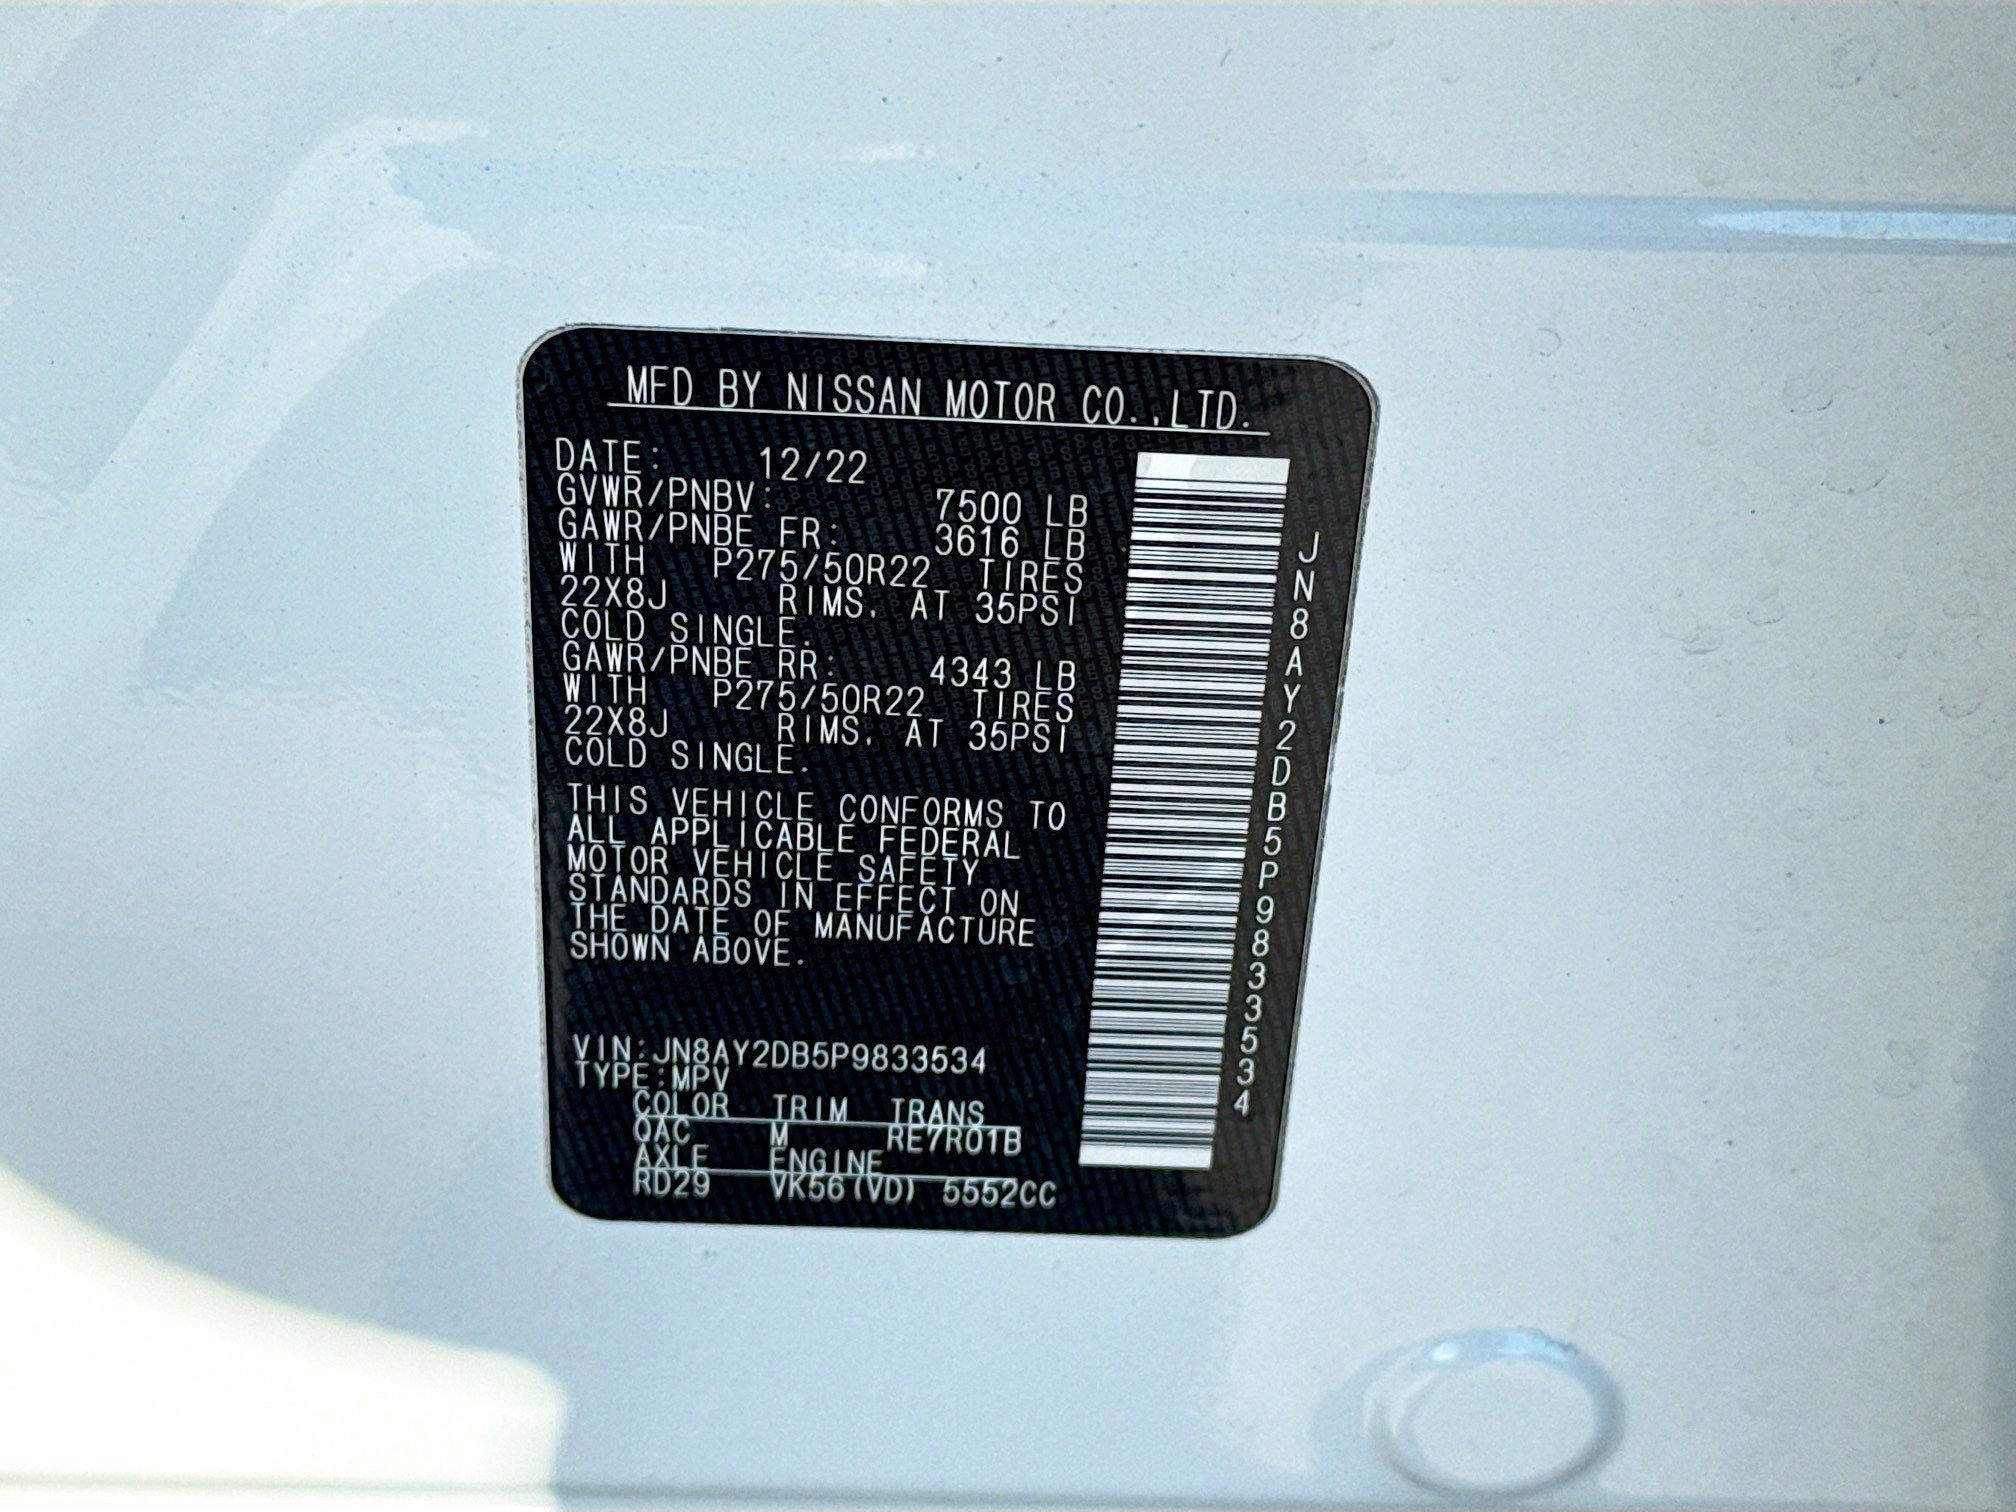 MFD BY NISSAN MOTOR CO.,LTD.
DATE: 12/22
GVWR/PNBV: 7500 LB
GAWR/PNBE FR: 3616 LB
WITH P275/50R22 TIRES
22X8J RIMS. AT 35PSI
COLD SINGLE.
GAWR/PNBE RR: 4343 LB
WITH P275/50R22 TIRES
22X8J RIMS. AT 35PSI
COLD SINGLE.
THIS VEHICLE CONFORMS TO
ALL APPLICABLE FEDERAL
MOTOR VEHICLE SAFETY
STANDARDS IN EFFECT ON
THE DATE OF MANUFACTURE
SHOWN ABOVE.
VIN:JN8AY2DB5P9833534
TYPE:MPV
COLOR TRIM TRANS
QAC M RE7R01B
AXLE ENGINE
RD29 VK56(VD) 5552CC
JN8AY2DB5P9833534